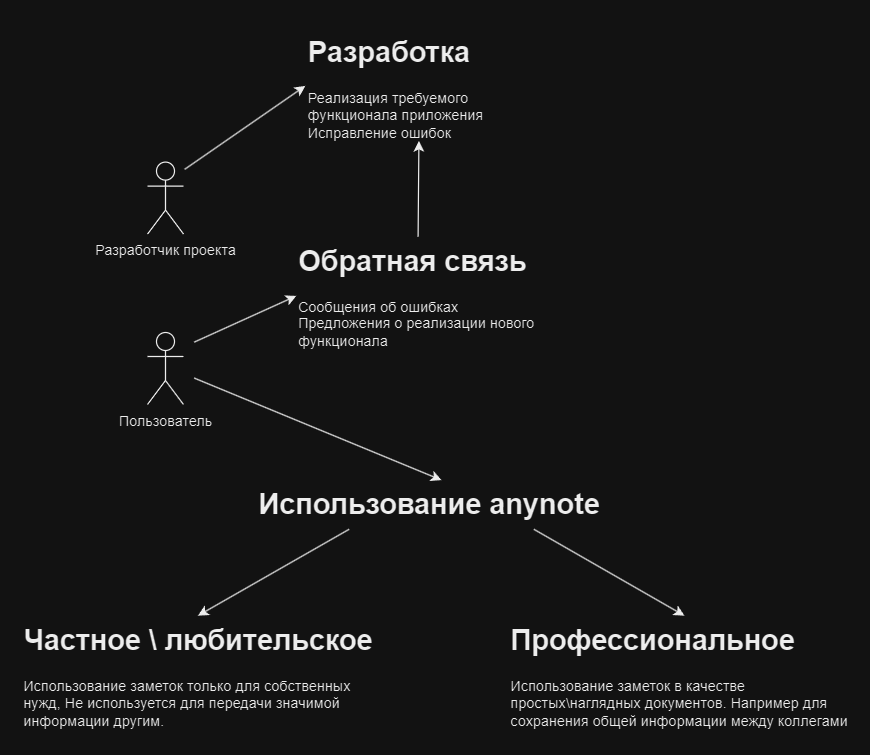 Разработка
Реализация требуемого
функционала приложения
Исправление ошибок
Разработчик проекта
Обратная связь
Сообщения об ошибках
Предложения о реализации нового
функционала
Пользователь
Использование anynote
Частное \ любительское
Использование заметок только для собственных
нужд, Не используется для передачи значимой
информации другим.
Профессиональное
Использование заметок в качестве
простых\наглядных документов. Например для
сохранения общей информации между коллегами